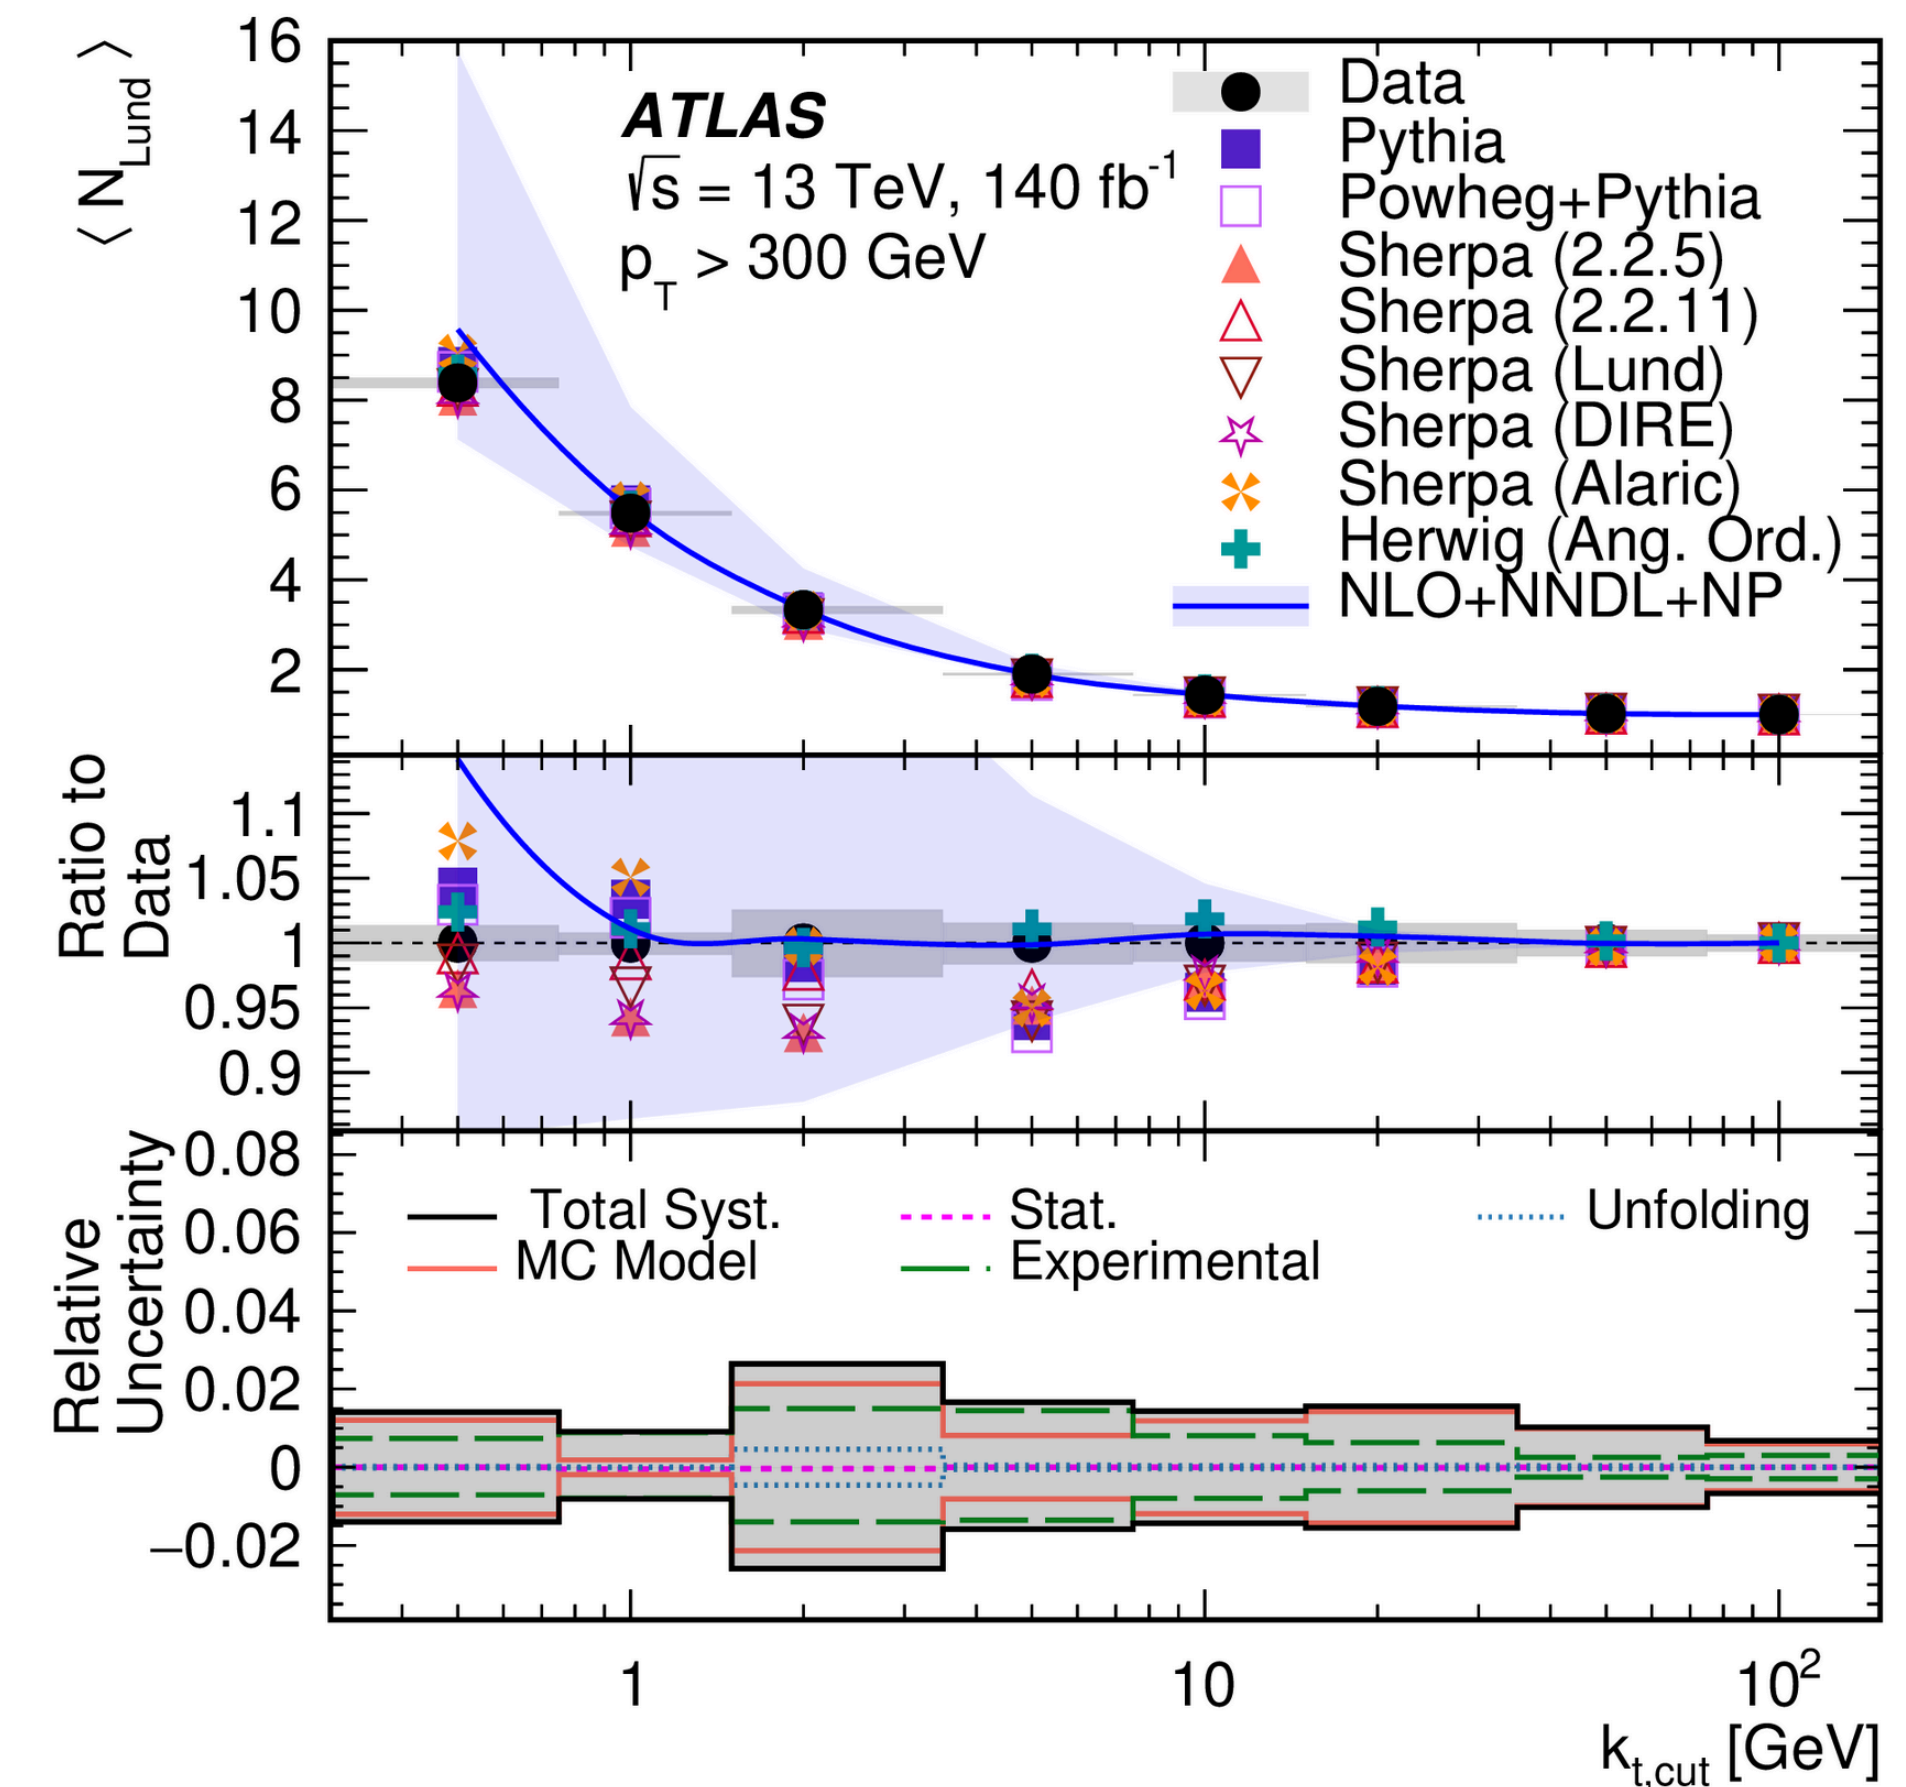 ⟨ N_Lund ⟩
16
14
12
10
8
6
4
2
ATLAS
√s = 13 TeV, 140 fb⁻¹
p_T > 300 GeV
Data
Pythia
Powheg+Pythia
Sherpa (2.2.5)
Sherpa (2.2.11)
Sherpa (Lund)
Sherpa (DIRE)
Sherpa (Alaric)
Herwig (Ang. Ord.)
NLO+NNDL+NP
Ratio to
Data
1.1
1.05
1
0.95
0.9
Relative
Uncertainty
0.08
0.06
0.04
0.02
0
−0.02
Total Syst.
Stat.
Unfolding
MC Model
Experimental
1
10
10²
k_t,cut [GeV]